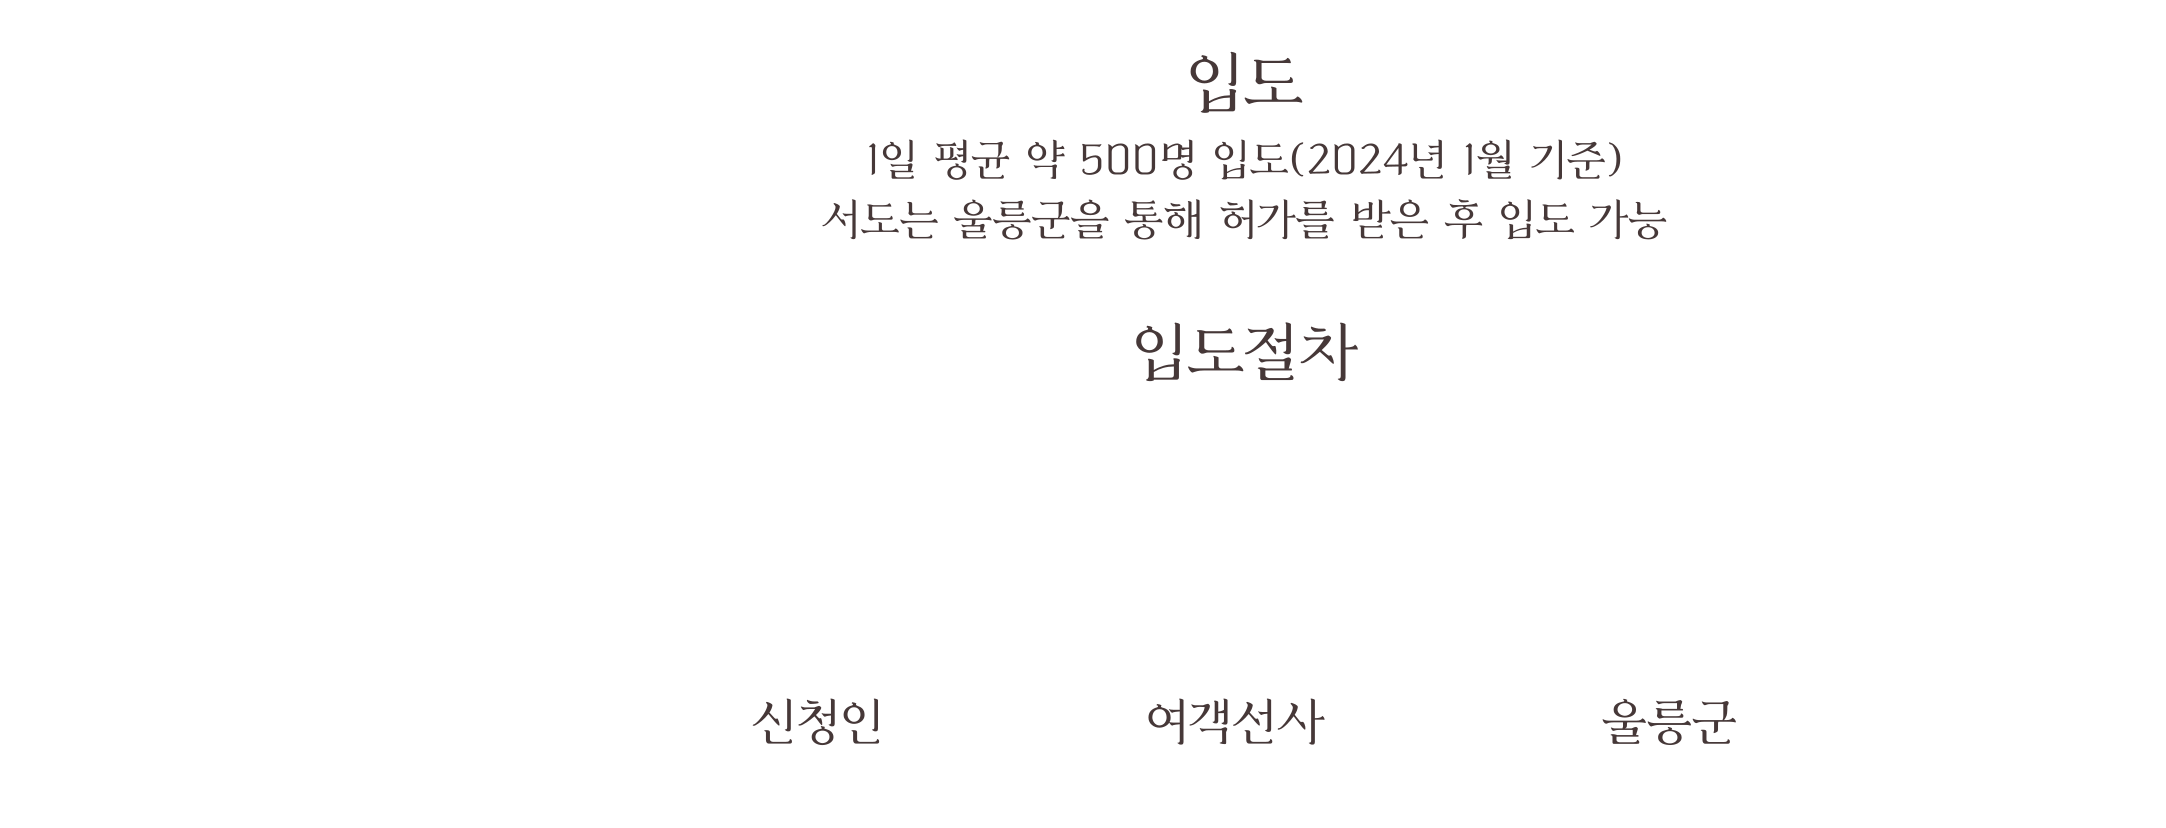 입도
1일 평균 약 500명 입도(2024년 1월 기준)
서도는 울릉군을 통해 허가를 받은 후 입도 가능
입도절차
신청인 여객선사 울릉군